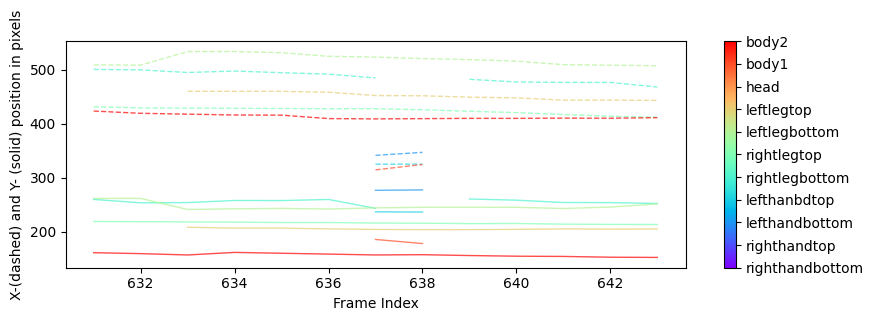 X-(dashed) and Y- (solid) position in pixels
500
400
300
200
632
634
636
638
640
642
Frame Index
body2
body1
head
leftlegtop
leftlegbottom
rightlegtop
rightlegbottom
lefthanbdtop
lefthandbottom
righthandtop
righthandbottom